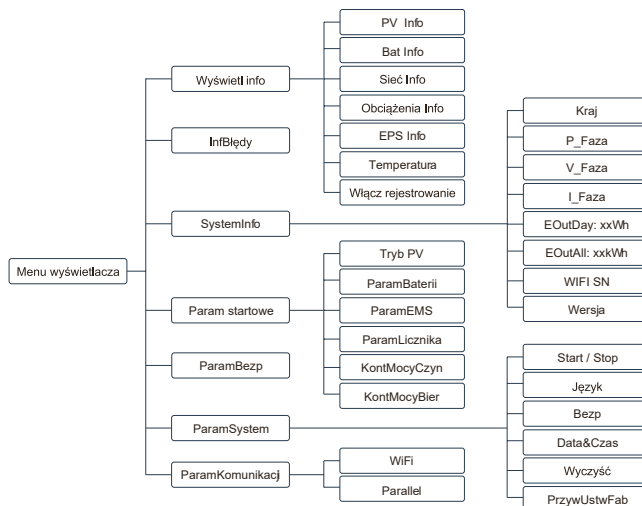 Menu wyświetlacza
Wyświetl info
PV Info
Bat Info
Sieć Info
Obciążenia Info
EPS Info
Temperatura
Włącz rejestrowanie
InfBłędy
SystemInfo
Kraj
P_Faza
V_Faza
I_Faza
EOutDay: xxWh
EOutAll: xxkWh
WIFI SN
Wersja
Param startowe
Tryb PV
ParamBaterii
ParamEMS
ParamLicznika
KontMocyCzyn
KontMocyBier
ParamBezp
ParamSystem
Start / Stop
Język
Bezp
Data&Czas
Wyczyść
PrzywUstwFab
ParamKomunikacji
WiFi
Parallel